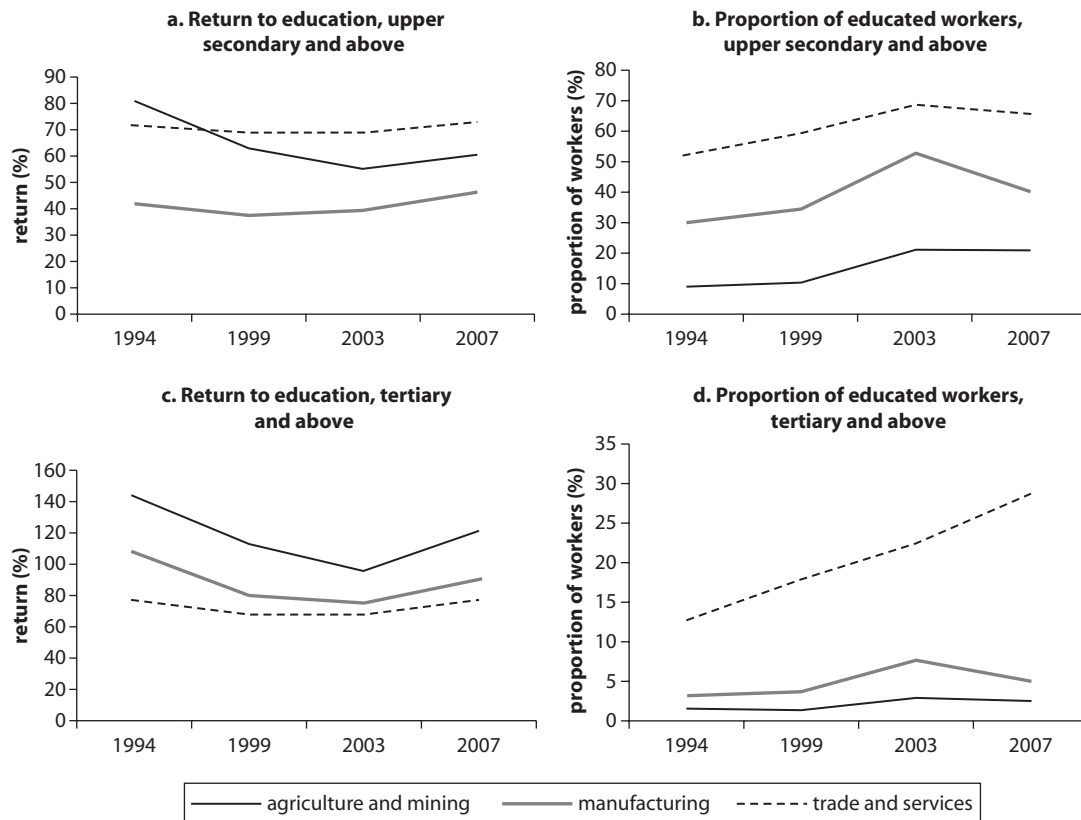 a. Return to education, upper
secondary and above
return (%)
90
80
70
60
50
40
30
20
10
0
1994 1999 2003 2007
b. Proportion of educated workers,
upper secondary and above
proportion of workers (%)
80
70
60
50
40
30
20
10
0
1994 1999 2003 2007
c. Return to education, tertiary
and above
return (%)
160
140
120
100
80
60
40
20
0
1994 1999 2003 2007
d. Proportion of educated workers,
tertiary and above
proportion of workers (%)
35
30
25
20
15
10
5
0
1994 1999 2003 2007
agriculture and mining manufacturing trade and services